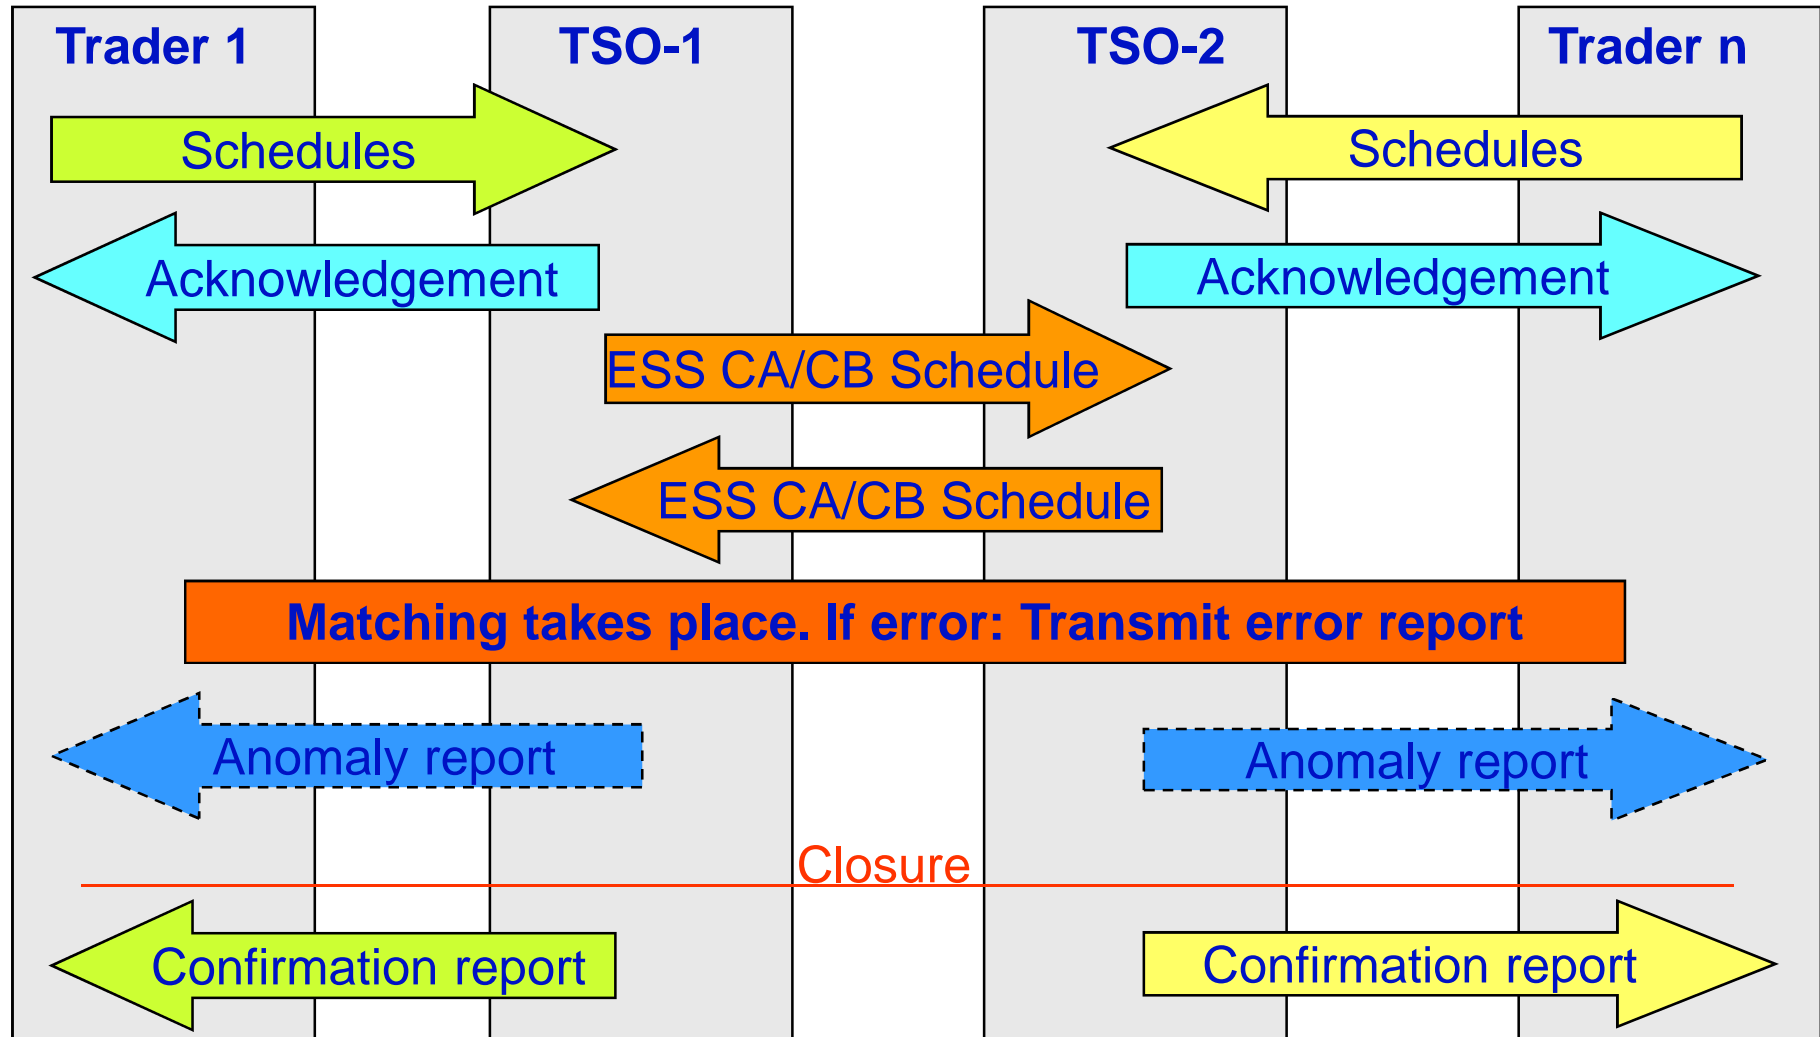 Trader 1
TSO-1
TSO-2
Trader n
Schedules
Schedules
Acknowledgement
Acknowledgement
ESS CA/CB Schedule
ESS CA/CB Schedule
Matching takes place. If error: Transmit error report
Anomaly report
Anomaly report
Closure
Confirmation report
Confirmation report